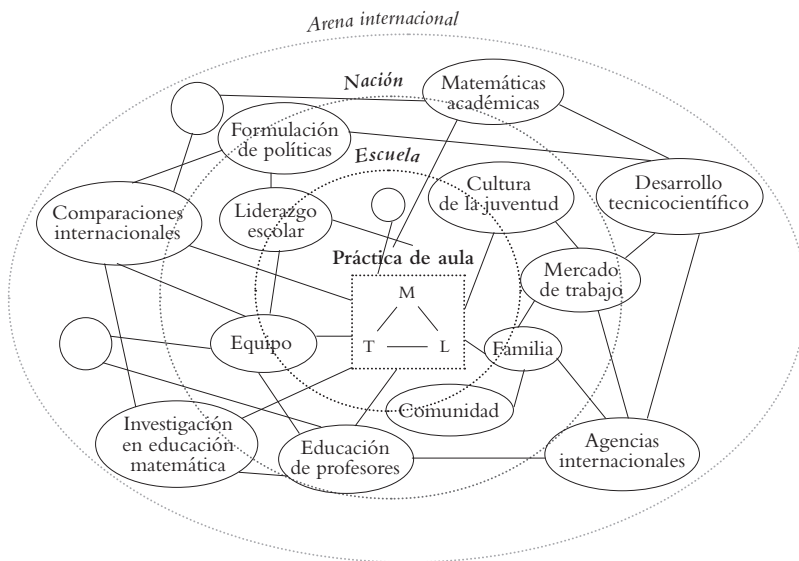 Arena internacional
Nación
Matemáticas
académicas
Formulación
de políticas
Escuela
Cultura
de la juventud
Desarrollo
tecnicocientífico
Comparaciones
internacionales
Liderazgo
escolar
Práctica de aula
Mercado
de trabajo
M
T
L
Equipo
Familia
Comunidad
Investigación
en educación
matemática
Educación
de profesores
Agencias
internacionales